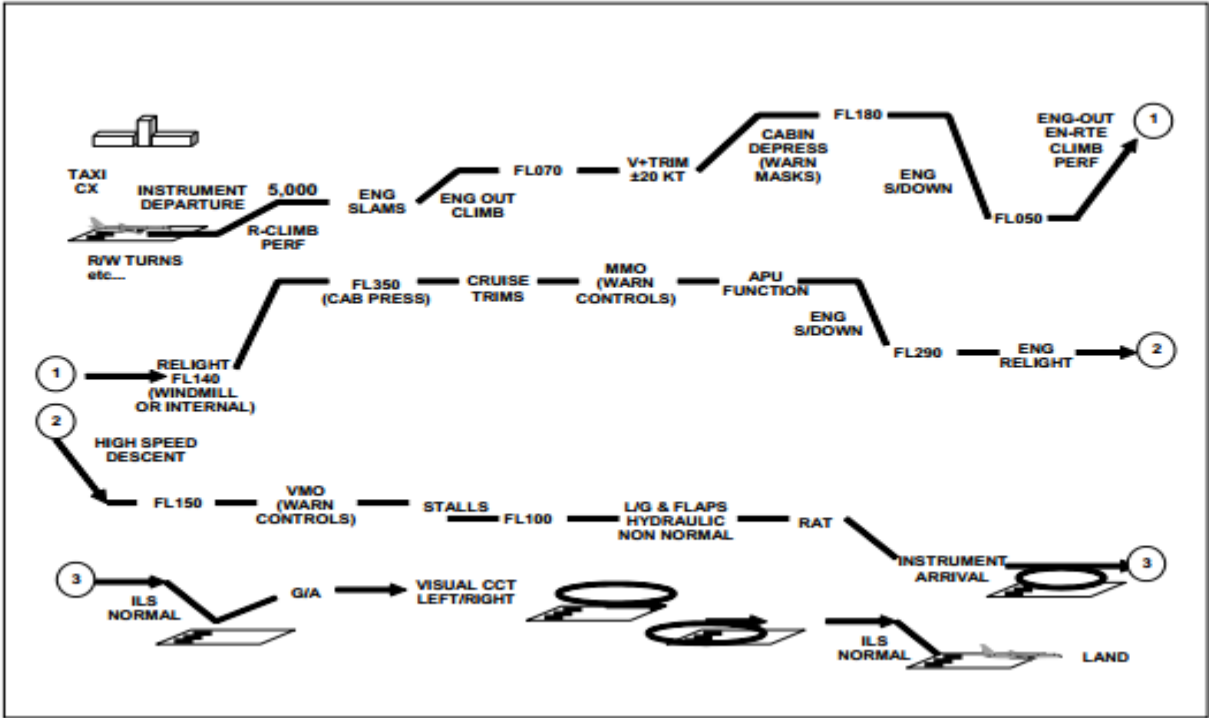 TAXI
CX
INSTRUMENT
DEPARTURE
R/W TURNS
etc...
5,000
R-CLIMB
PERF
ENG
SLAMS
ENG OUT
CLIMB
FL070
V+TRIM
±20 KT
CABIN
DEPRESS
(WARN
MASKS)
FL180
ENG
S/DOWN
FL050
ENG-OUT
EN-RTE
CLIMB
PERF
1
1
RELIGHT
FL140
(WINDMILL
OR INTERNAL)
FL350
(CAB PRESS)
CRUISE
TRIMS
MMO
(WARN
CONTROLS)
APU
FUNCTION
ENG
S/DOWN
FL290
ENG
RELIGHT
2
2
HIGH SPEED
DESCENT
FL150
VMO
(WARN
CONTROLS)
STALLS
FL100
L/G & FLAPS
HYDRAULIC
NON NORMAL
RAT
INSTRUMENT
ARRIVAL
3
3
ILS
NORMAL
G/A
VISUAL CCT
LEFT/RIGHT
ILS
NORMAL
LAND